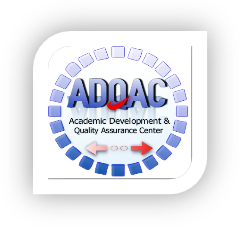 ADQAC
Academic Development &
Quality Assurance Center